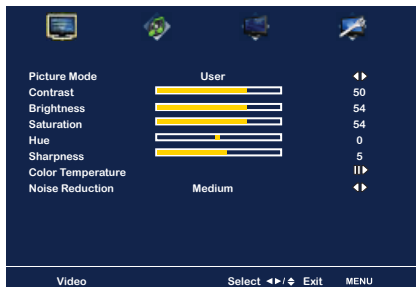 Picture Mode User
Contrast 50
Brightness 54
Saturation 54
Hue 0
Sharpness 5
Color Temperature
Noise Reduction Medium
Video Select ◄►/♦ Exit MENU